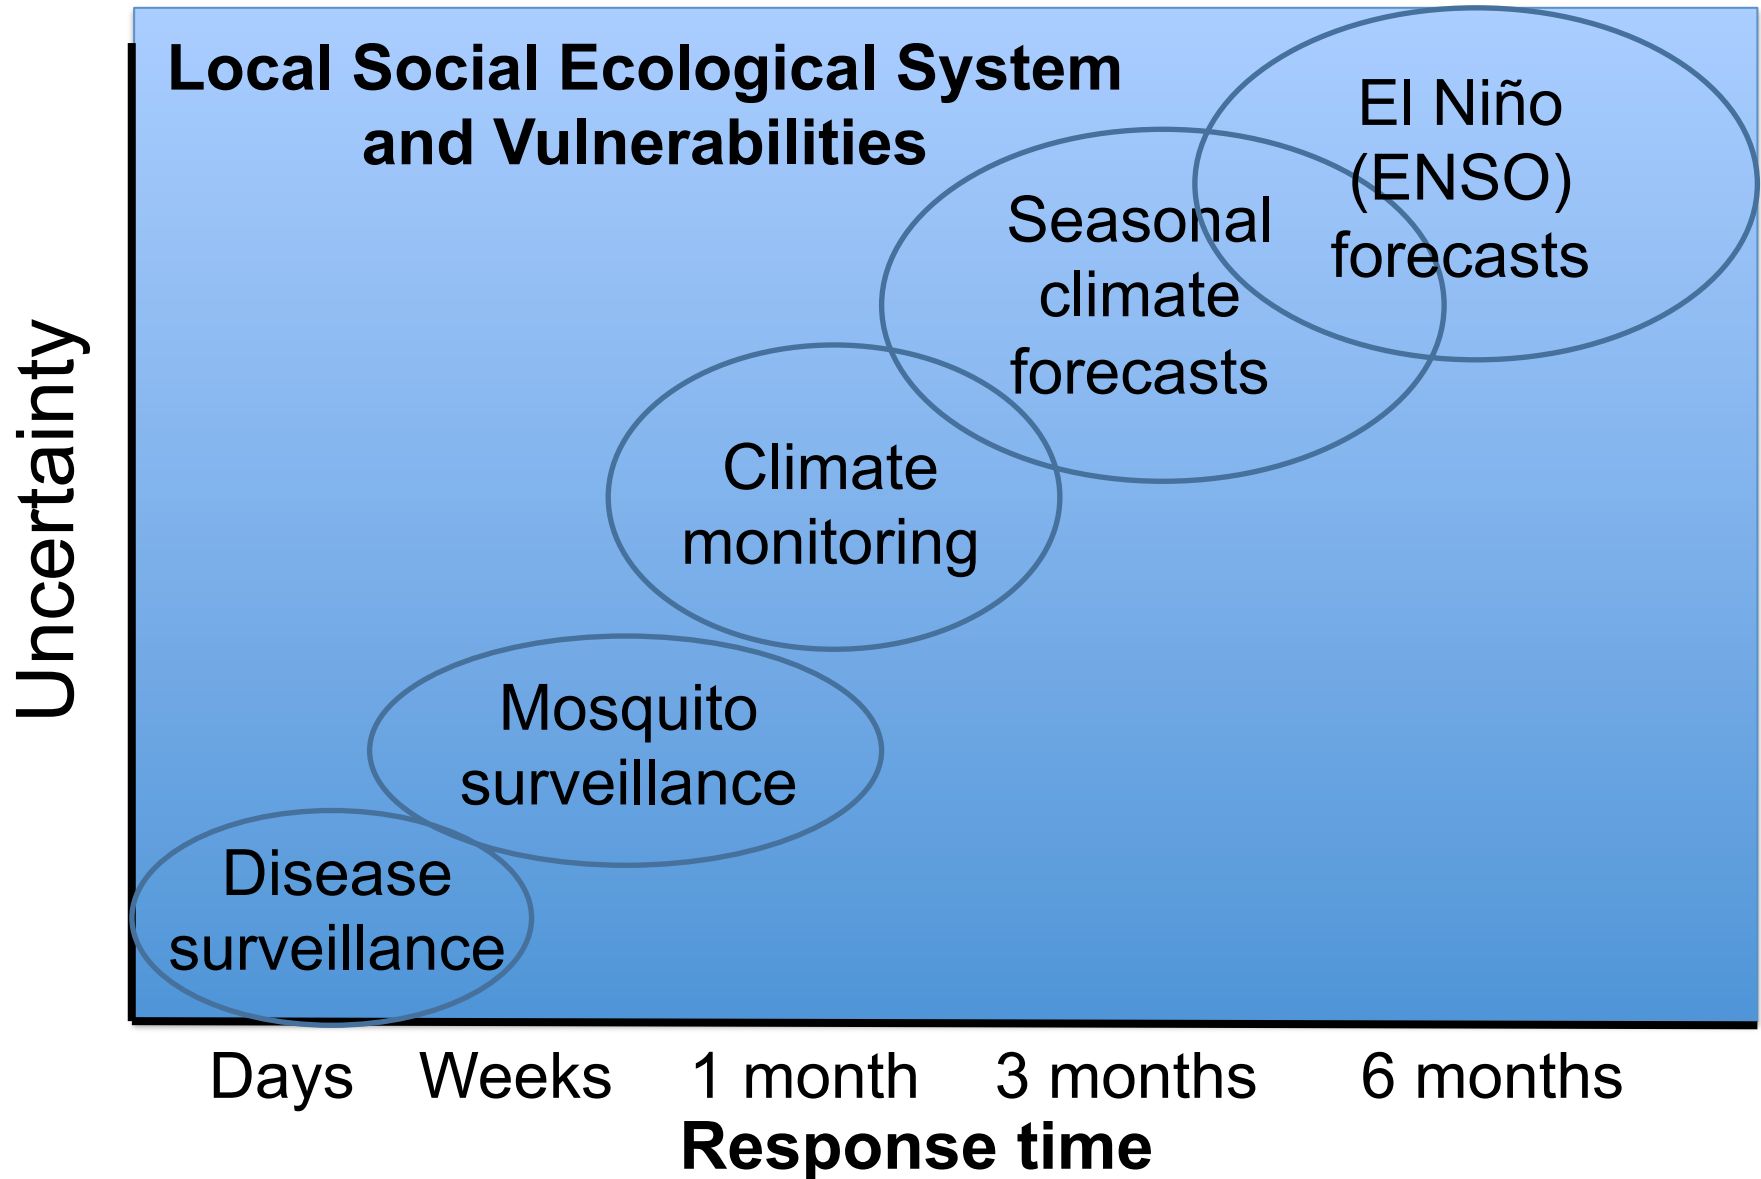 Local Social Ecological System
and Vulnerabilities
El Niño
(ENSO)
forecasts
Seasonal
climate
forecasts
Climate
monitoring
Mosquito
surveillance
Disease
surveillance
Uncertainty
Days Weeks 1 month 3 months 6 months
Response time